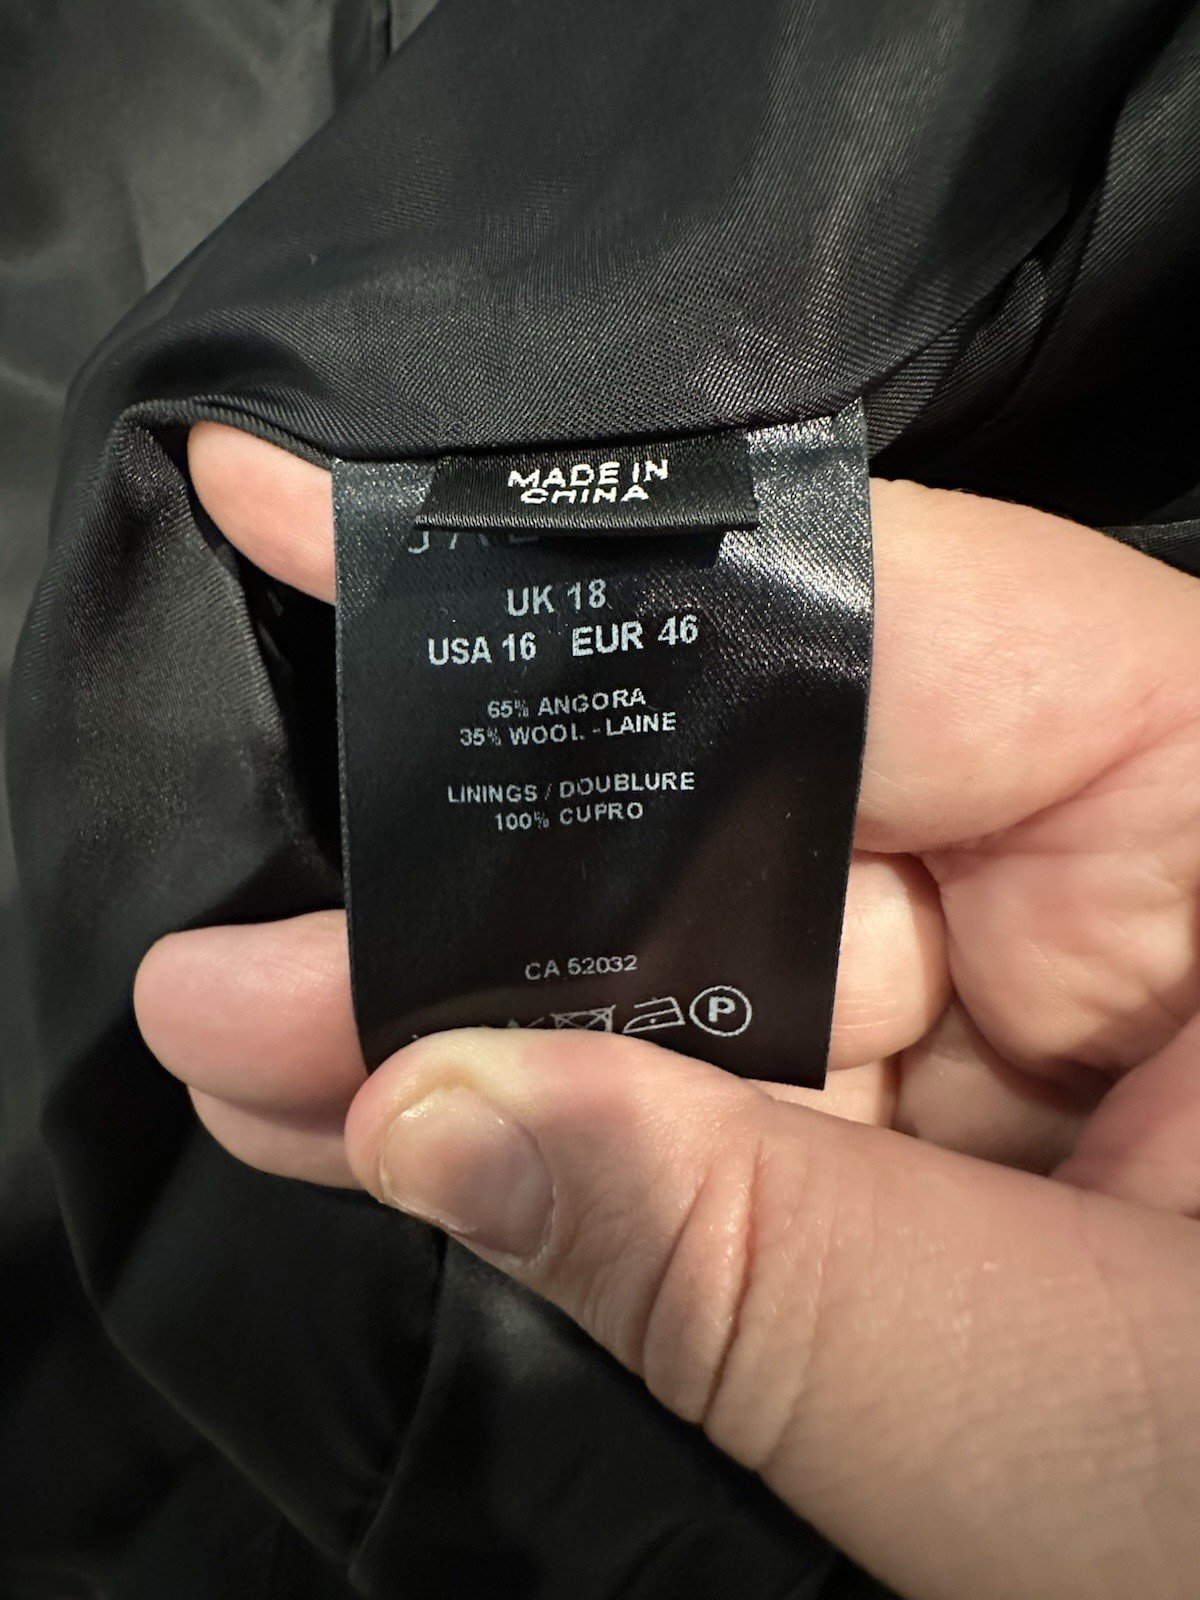 MADE IN
CHINA
UK 18
USA 16 EUR 46
65% ANGORA
35% WOOL - LAINE
LININGS / DOUBLURE
100% CUPRO
CA 52032
P